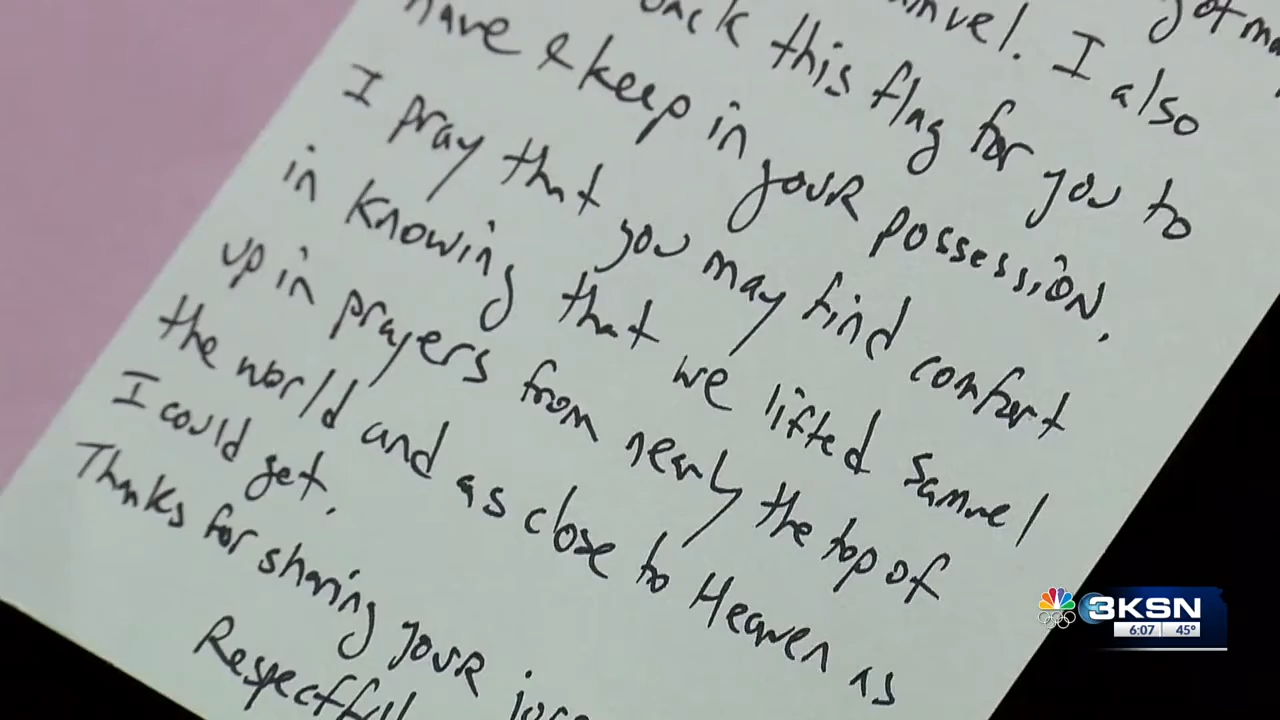 got
Samuel. I also
back this flag for you to
have & keep in your possession.
I pray that you may find comfort
in knowing that we lifted Samuel
up in prayers from nearly the top of
the world and as close to Heaven as
I could get.
Thanks for sharing your
Respectfull
3KSN
6:07 45°